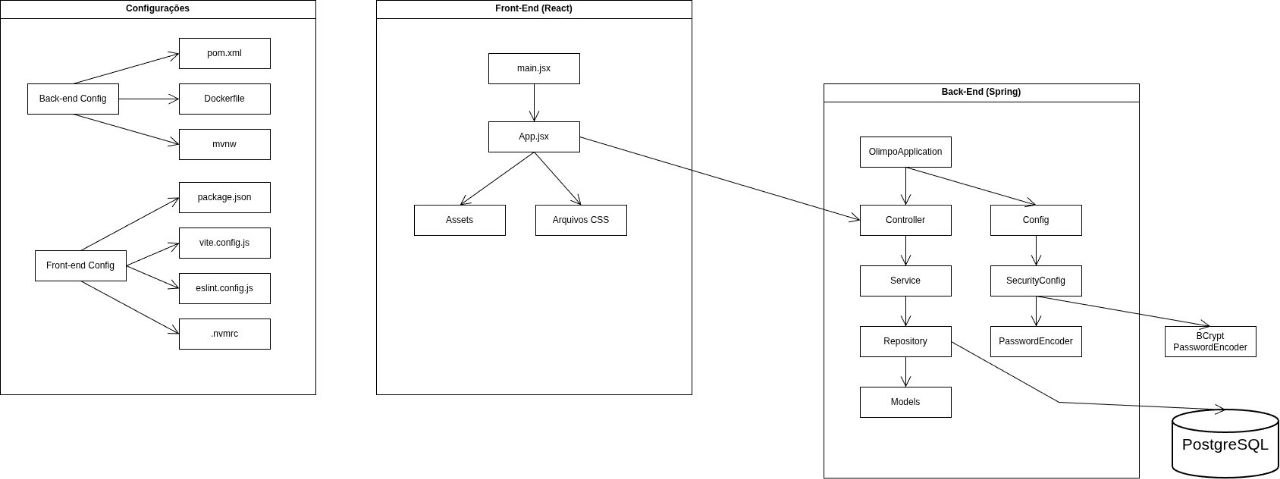 Configurações
pom.xml
Back-end Config
Dockerfile
mvnw
package.json
vite.config.js
Front-end Config
eslint.config.js
.nvmrc
Front-End (React)
main.jsx
App.jsx
Assets
Arquivos CSS
Back-End (Spring)
OlimpoApplication
Controller
Config
Service
SecurityConfig
Repository
PasswordEncoder
BCrypt
PasswordEncoder
Models
PostgreSQL